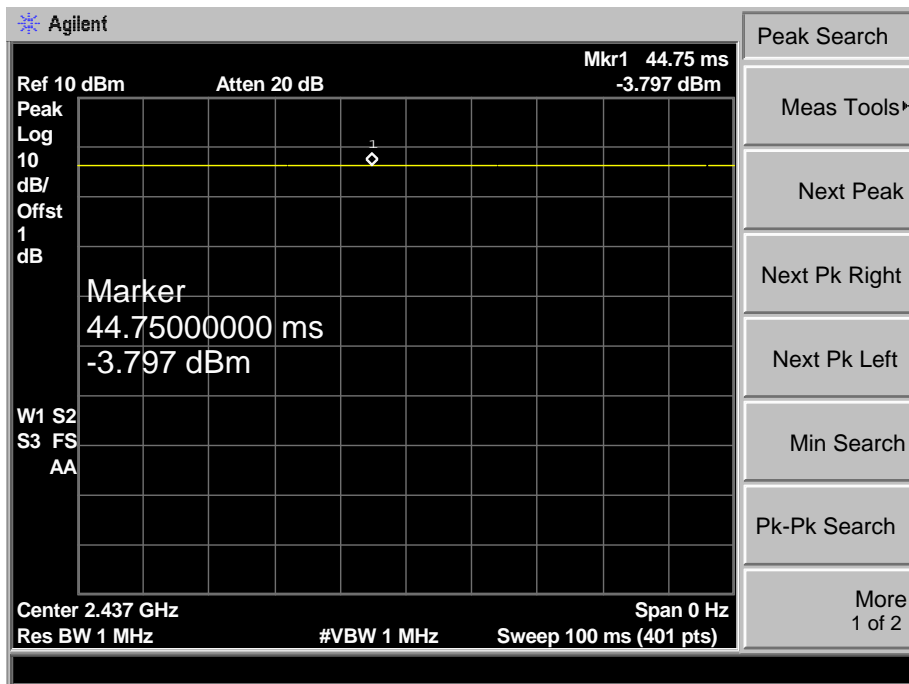 Agilent
Peak Search
Mkr1 44.75 ms
Ref 10 dBm Atten 20 dB -3.797 dBm
Peak
Log
10
dB/
Offst
1
dB
1
Marker
44.75000000 ms
-3.797 dBm
W1 S2
S3 FS
AA
Center 2.437 GHz Span 0 Hz
Res BW 1 MHz #VBW 1 MHz Sweep 100 ms (401 pts)
Meas Tools
Next Peak
Next Pk Right
Next Pk Left
Min Search
Pk-Pk Search
More
1 of 2